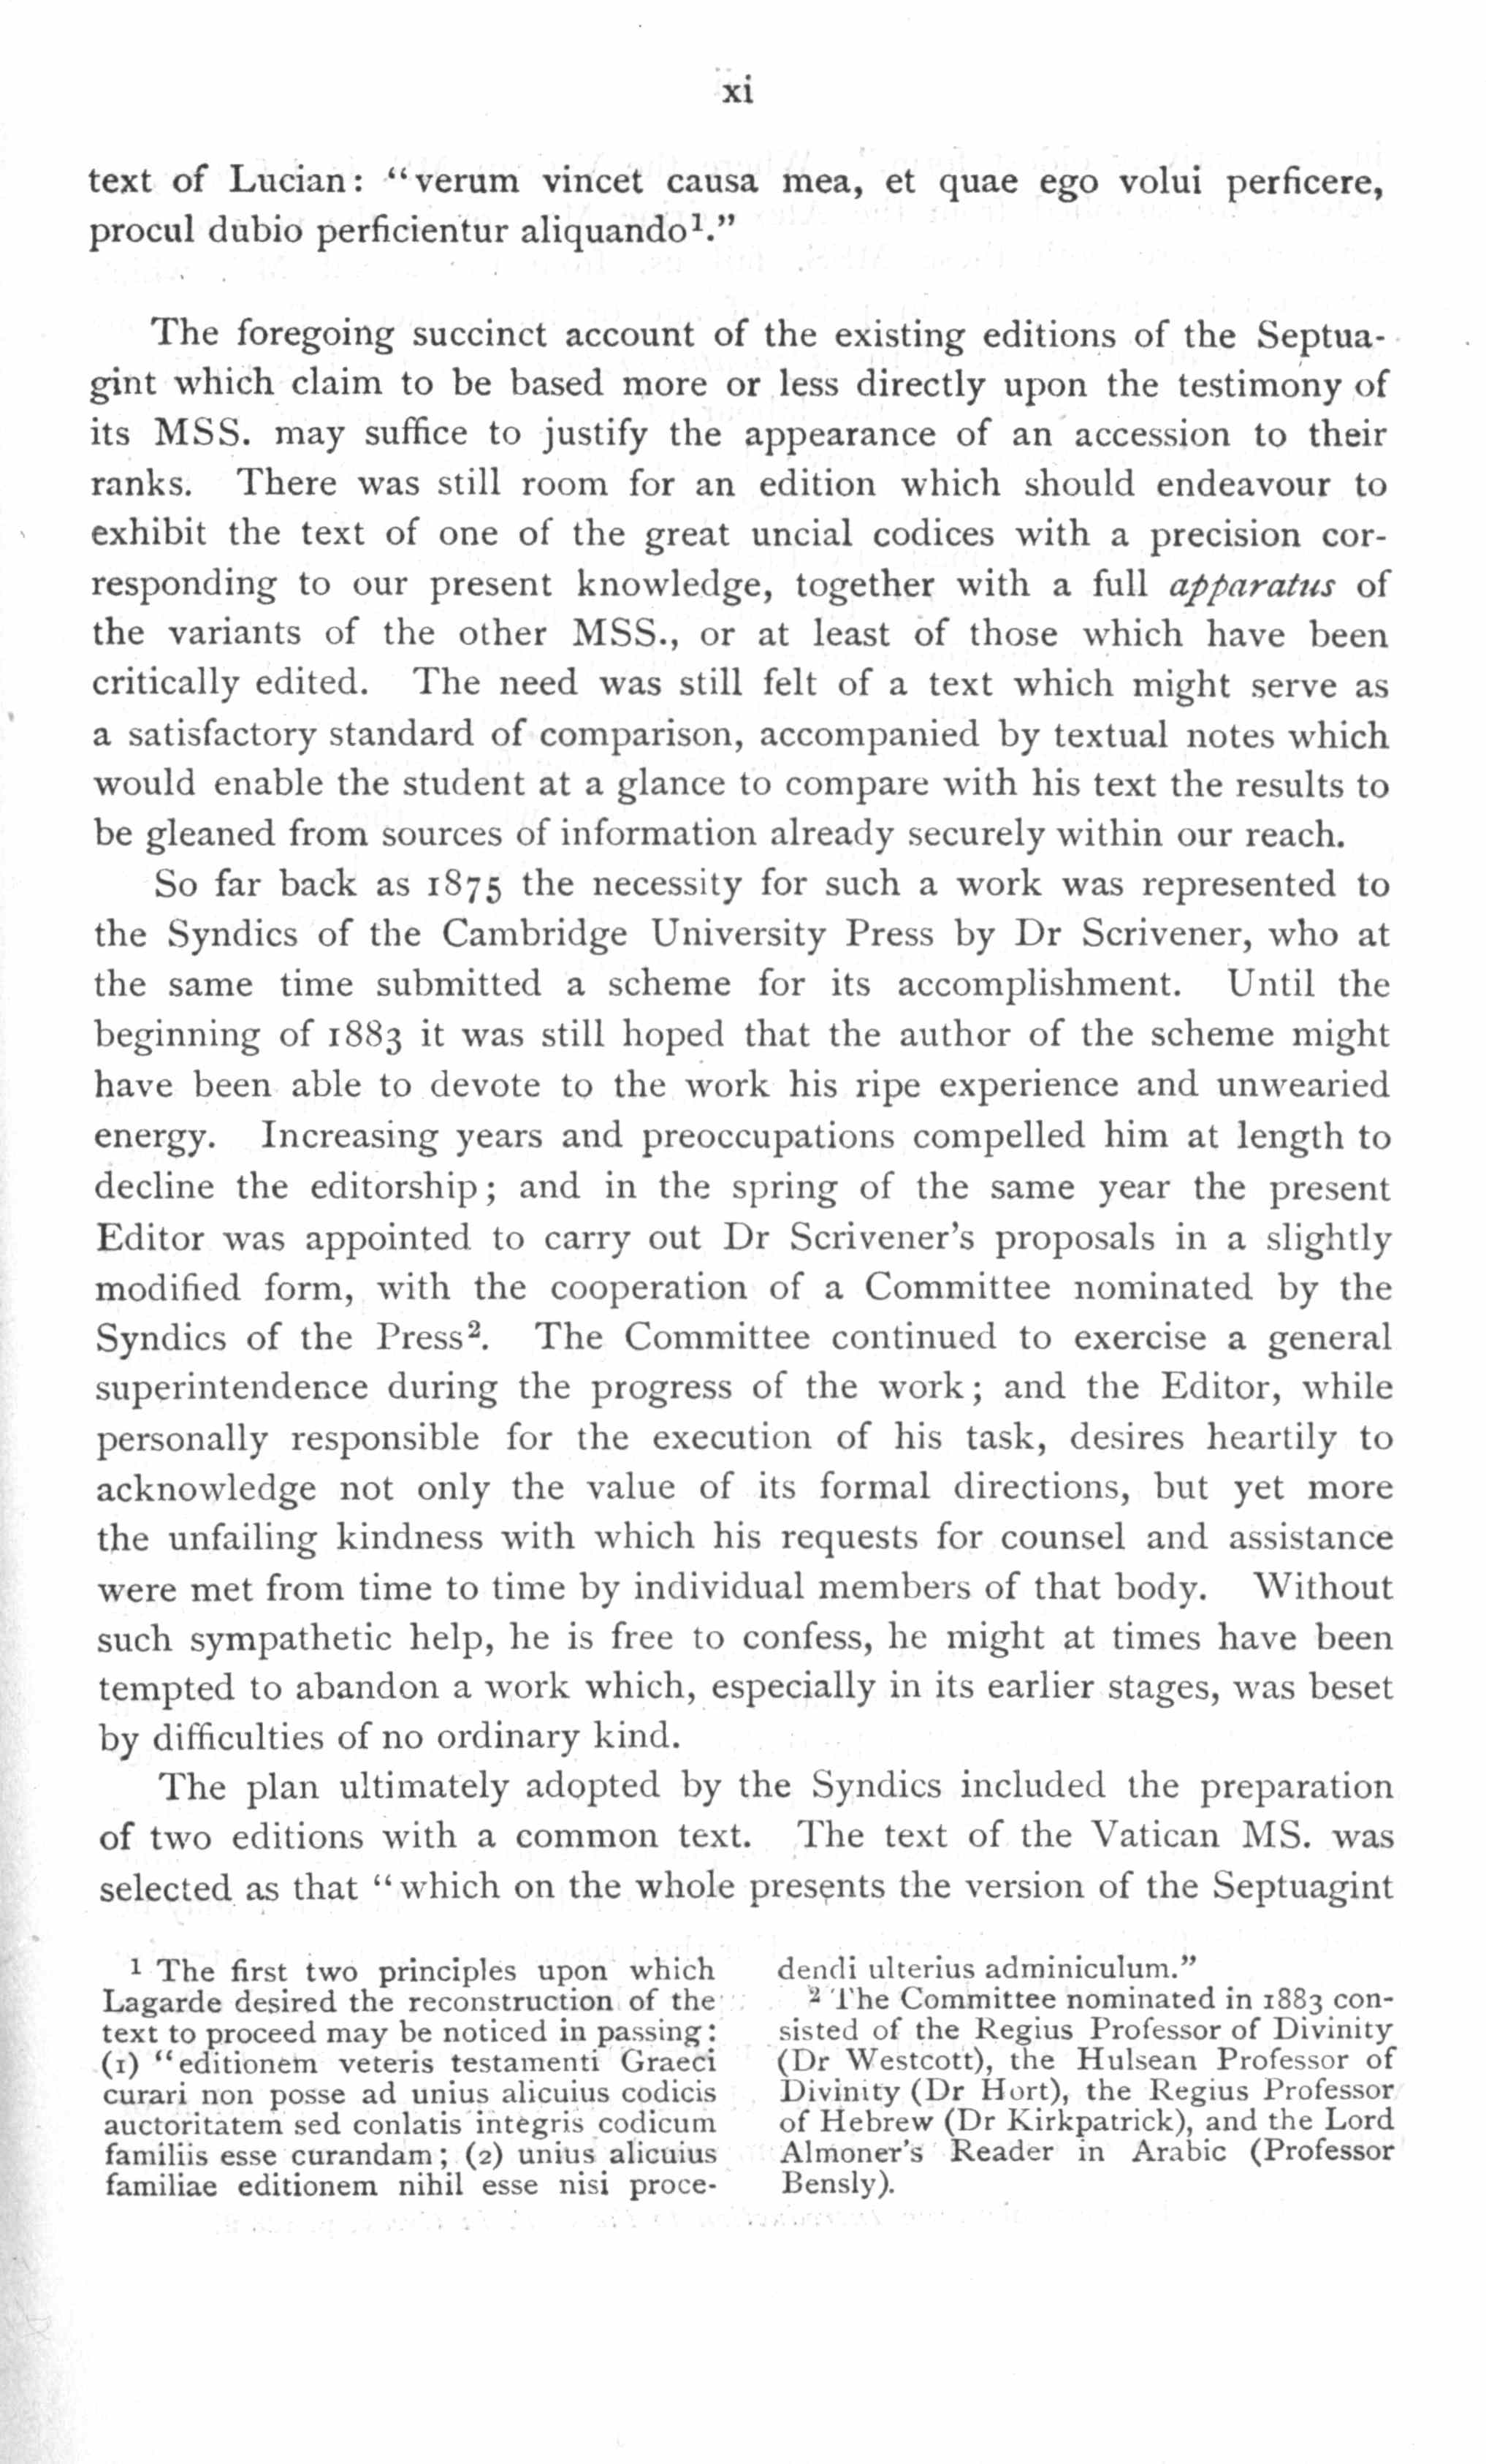 xi
text of Lucian: “verum vincet causa mea, et quae ego volui perficere,
procul dubio perficientur aliquando¹.”
The foregoing succinct account of the existing editions of the Septua-
gint which claim to be based more or less directly upon the testimony of
its MSS. may suffice to justify the appearance of an accession to their
ranks. There was still room for an edition which should endeavour to
exhibit the text of one of the great uncial codices with a precision cor-
responding to our present knowledge, together with a full apparatus of
the variants of the other MSS., or at least of those which have been
critically edited. The need was still felt of a text which might serve as
a satisfactory standard of comparison, accompanied by textual notes which
would enable the student at a glance to compare with his text the results to
be gleaned from sources of information already securely within our reach.
So far back as 1875 the necessity for such a work was represented to
the Syndics of the Cambridge University Press by Dr Scrivener, who at
the same time submitted a scheme for its accomplishment. Until the
beginning of 1883 it was still hoped that the author of the scheme might
have been able to devote to the work his ripe experience and unwearied
energy. Increasing years and preoccupations compelled him at length to
decline the editorship; and in the spring of the same year the present
Editor was appointed to carry out Dr Scrivener’s proposals in a slightly
modified form, with the cooperation of a Committee nominated by the
Syndics of the Press². The Committee continued to exercise a general
superintendence during the progress of the work; and the Editor, while
personally responsible for the execution of his task, desires heartily to
acknowledge not only the value of its formal directions, but yet more
the unfailing kindness with which his requests for counsel and assistance
were met from time to time by individual members of that body. Without
such sympathetic help, he is free to confess, he might at times have been
tempted to abandon a work which, especially in its earlier stages, was beset
by difficulties of no ordinary kind.
The plan ultimately adopted by the Syndics included the preparation
of two editions with a common text. The text of the Vatican MS. was
selected as that “which on the whole presents the version of the Septuagint
¹ The first two principles upon which
Lagarde desired the reconstruction of the
text to proceed may be noticed in passing:
(1) “editionem veteris testamenti Graeci
curari non posse ad unius alicuius codicis
auctoritatem sed conlatis integris codicum
familiis esse curandam; (2) unius alicuius
familiae editionem nihil esse nisi proce-
dendi ulterius adminiculum.”
² The Committee nominated in 1883 con-
sisted of the Regius Professor of Divinity
(Dr Westcott), the Hulsean Professor of
Divinity (Dr Hort), the Regius Professor
of Hebrew (Dr Kirkpatrick), and the Lord
Almoner’s Reader in Arabic (Professor
Bensly).